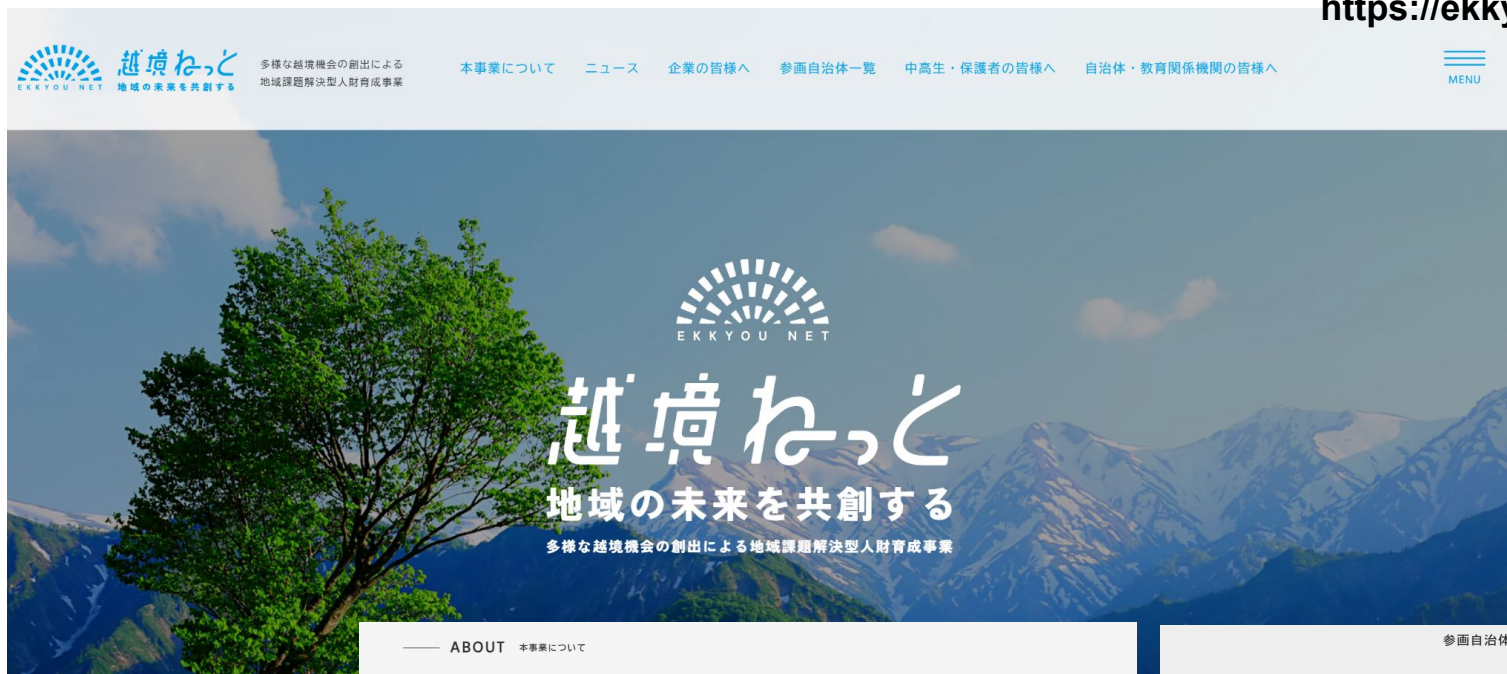 https://ekky
EKKYOU NET
越境ねっと
地域の未来を共創する
多様な越境機会の創出による
地域課題解決型人財育成事業
本事業について ニュース 企業の皆様へ 参画自治体一覧 中高生・保護者の皆様へ 自治体・教育関係機関の皆様へ
MENU
EKKYOU NET
越境ねっと
地域の未来を共創する
多様な越境機会の創出による地域課題解決型人財育成事業
ABOUT 本事業について
参画自治体